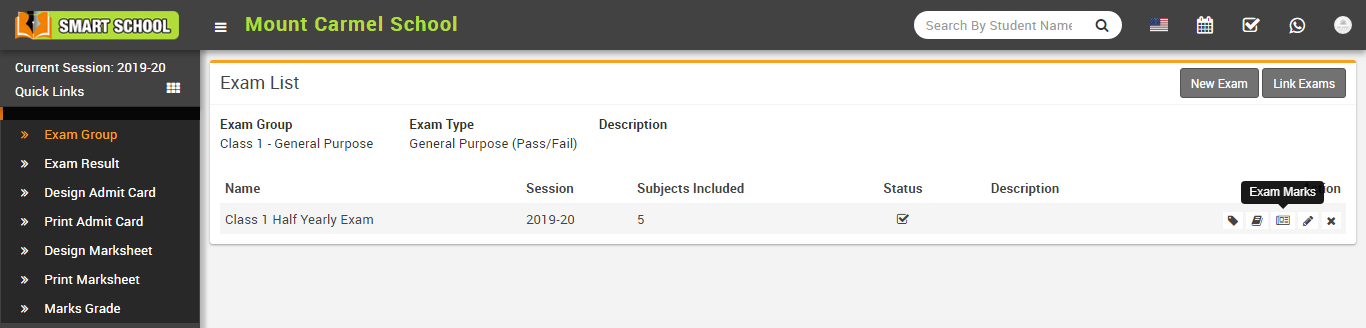 SMART SCHOOL
Mount Carmel School
Search By Student Name
Current Session: 2019-20
Quick Links
Exam Group
Exam Result
Design Admit Card
Print Admit Card
Design Marksheet
Print Marksheet
Marks Grade
Exam List
New Exam
Link Exams
Exam Group Exam Type Description
Class 1 - General Purpose General Purpose (Pass/Fail)
Exam Marks
Name Session Subjects Included Status Description
Class 1 Half Yearly Exam 2019-20 5